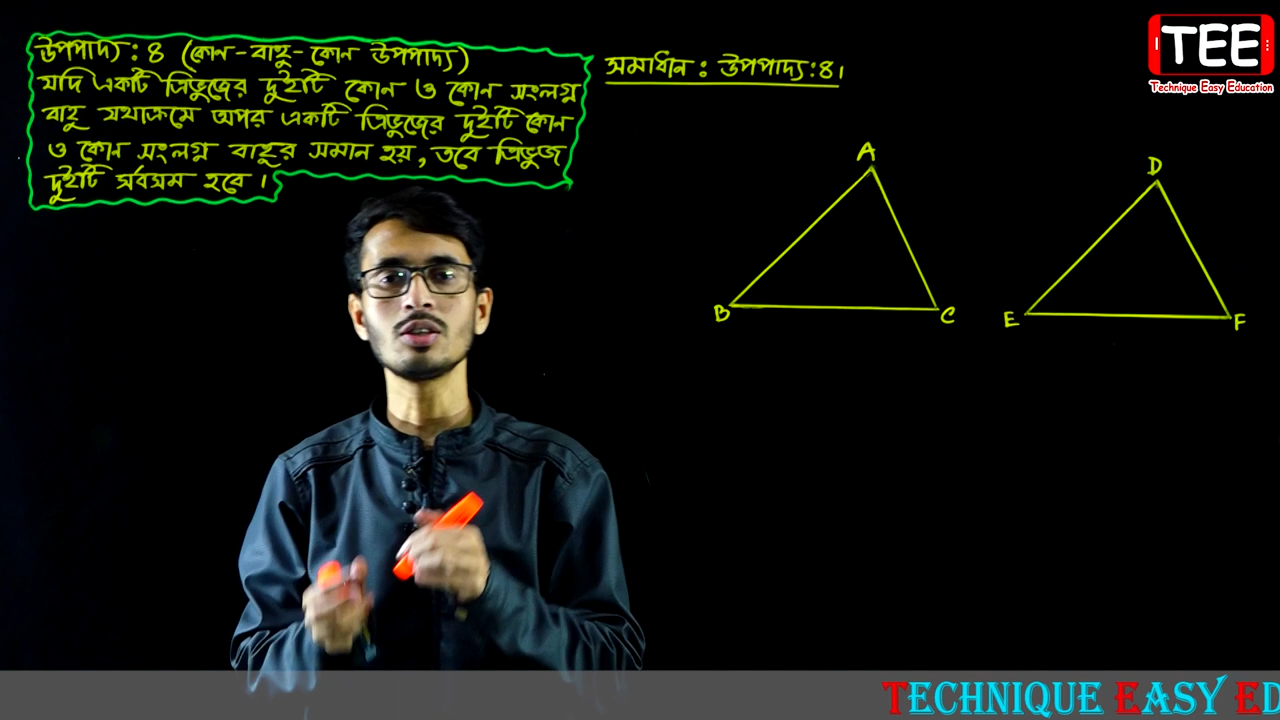 উপপাদ্য : ৪ (কোন - বাহু - কোন উপপাদ্য)
যদি একটি ত্রিভুজের দুইটি কোন ও কোন সংলগ্ন
বাহু যথাক্রমে অপর একটি ত্রিভুজের দুইটি কোন
ও কোন সংলগ্ন বাহুর সমান হয়, তবে ত্রিভুজ
দুইটি সর্বসম হবে ।
সমাধান : উপপাদ্য : ৪ ।
TEE
Technique Easy Education
A
D
B
C
E
F
TECHNIQUE EASY ED